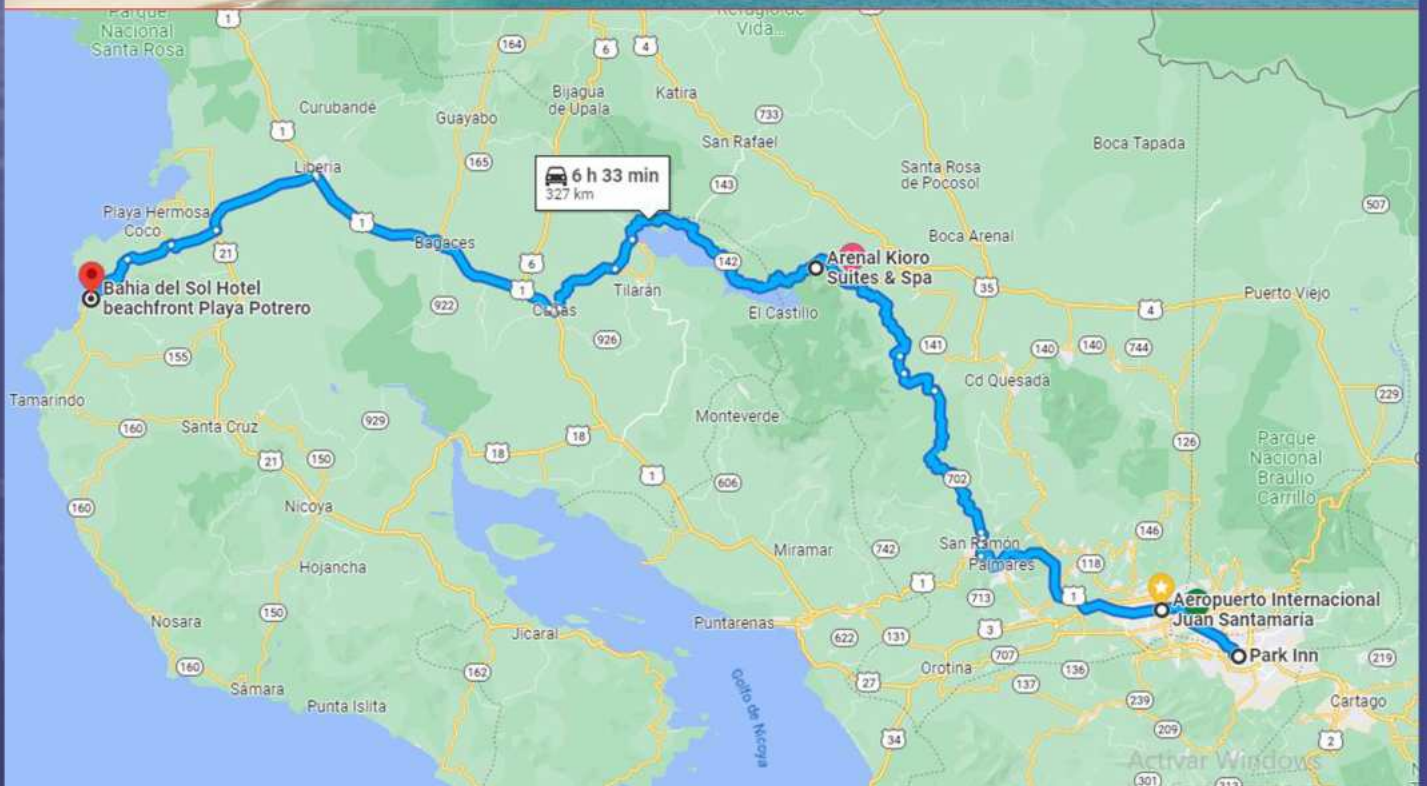 Parque
Nacional
Santa Rosa
1
164
6
4
Refugio de
Vida...
Curubandé
Guayabo
Bijagua
de Upala
Katira
733
San Rafael
Boca Tapada
1
165
Liberia
6 h 33 min
327 km
143
Santa Rosa
de Pocosol
507
Playa Hermosa
Coco
1
Bagaces
21
6
142
Boca Arenal
Arenal Kioro
Suites & Spa
Bahia del Sol Hotel
beachfront Playa Potrero
922
1
Tilarán
Cañas
El Castillo
35
4
Puerto Viejo
155
926
141
140
140
744
Cd Quesada
Tamarindo
160
Santa Cruz
929
Monteverde
229
21
150
18
18
126
Parque
Nacional
Braulio
Carrillo
1
606
702
160
Nicoya
146
Hojancha
Miramar
742
San Ramón
Palmares
118
1
713
1
Aeropuerto Internacional
Juan Santamaría
150
Nosara
Jicaral
Puntarenas
622
131
3
707
Park Inn
219
160
162
Orotina
136
27
137
Sámara
Punta Islita
Golfo de Nicoya
239
Cartago
209
34
2
Activar Windows
301
213